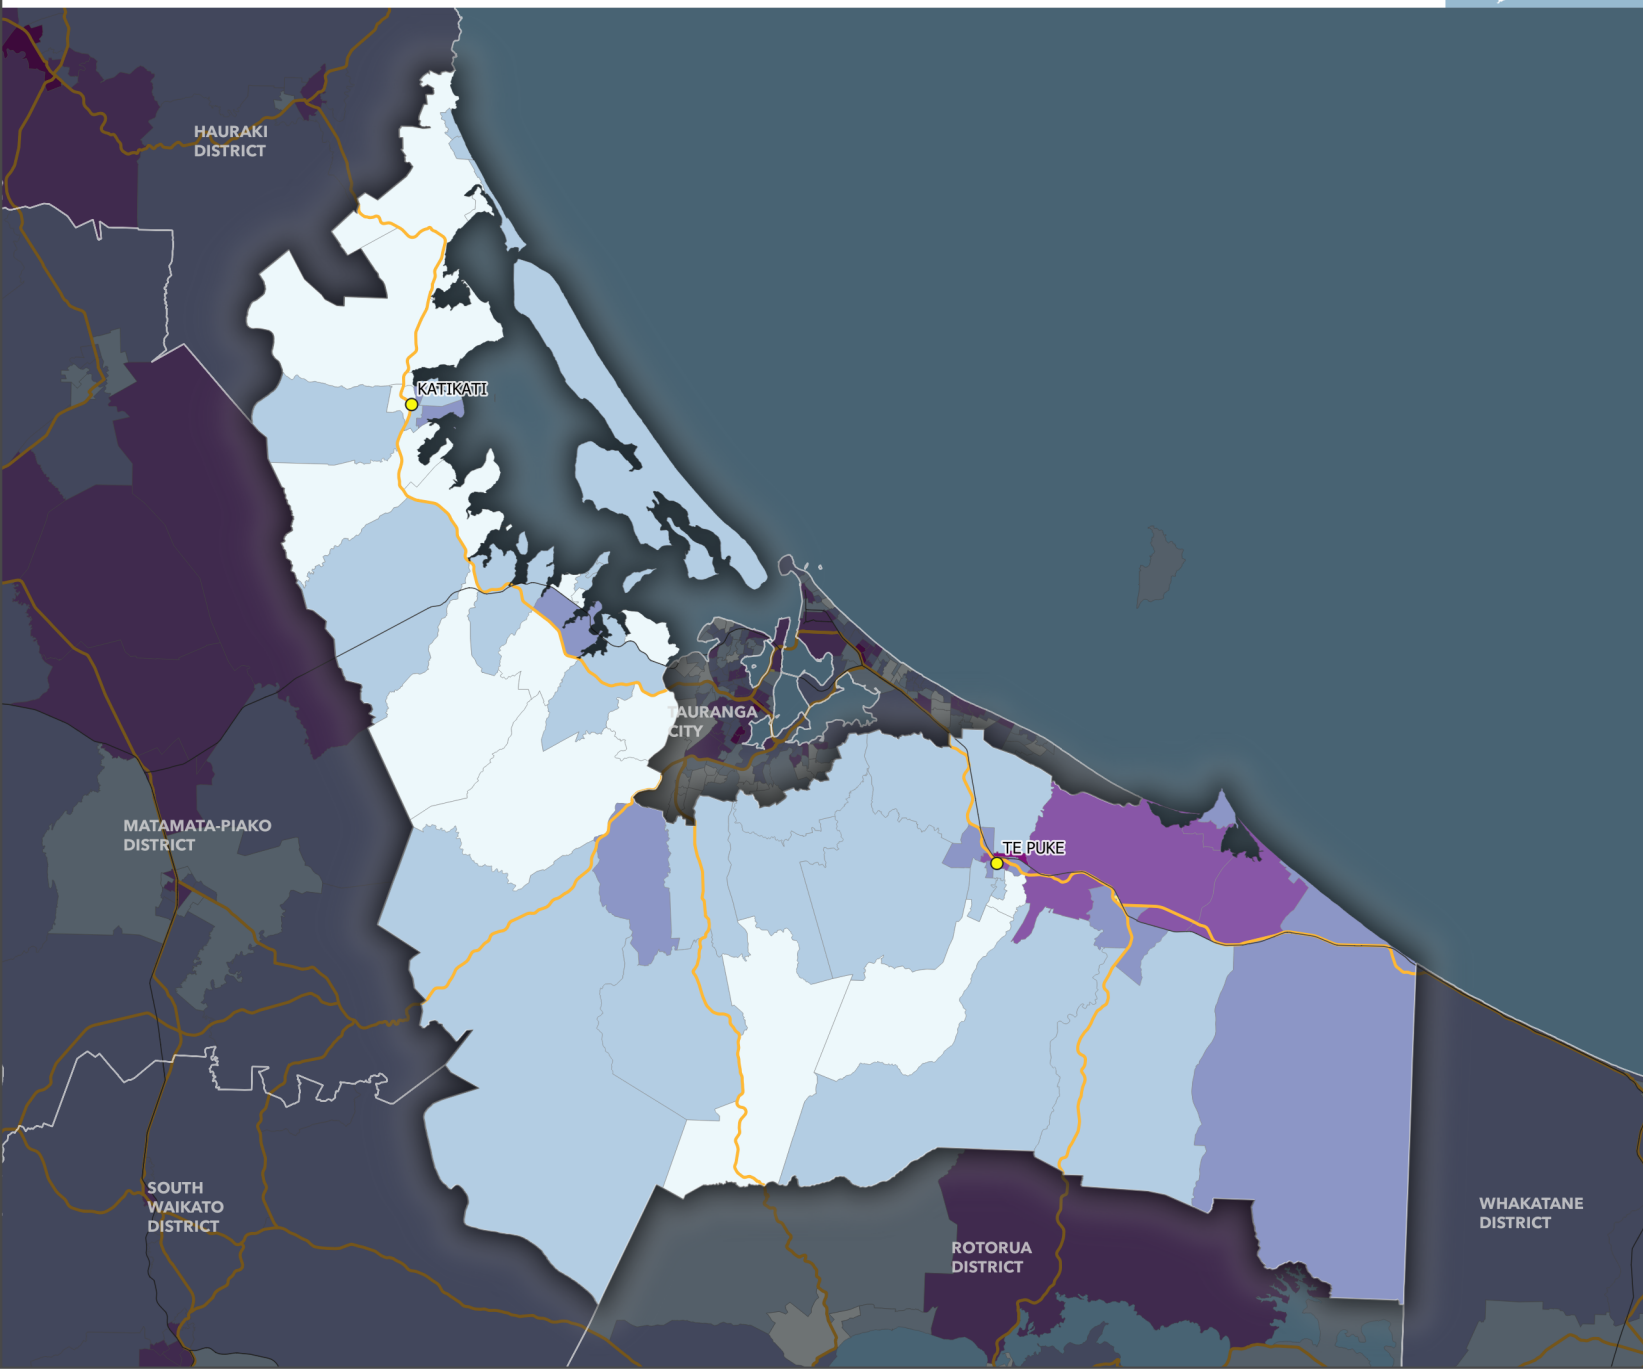 HAURAKI
DISTRICT
KATIKATI
TAURANGA
CITY
MATAMATA-PIAKO
DISTRICT
TE PUKE
SOUTH
WAIKATO
DISTRICT
WHAKATANE
DISTRICT
ROTORUA
DISTRICT